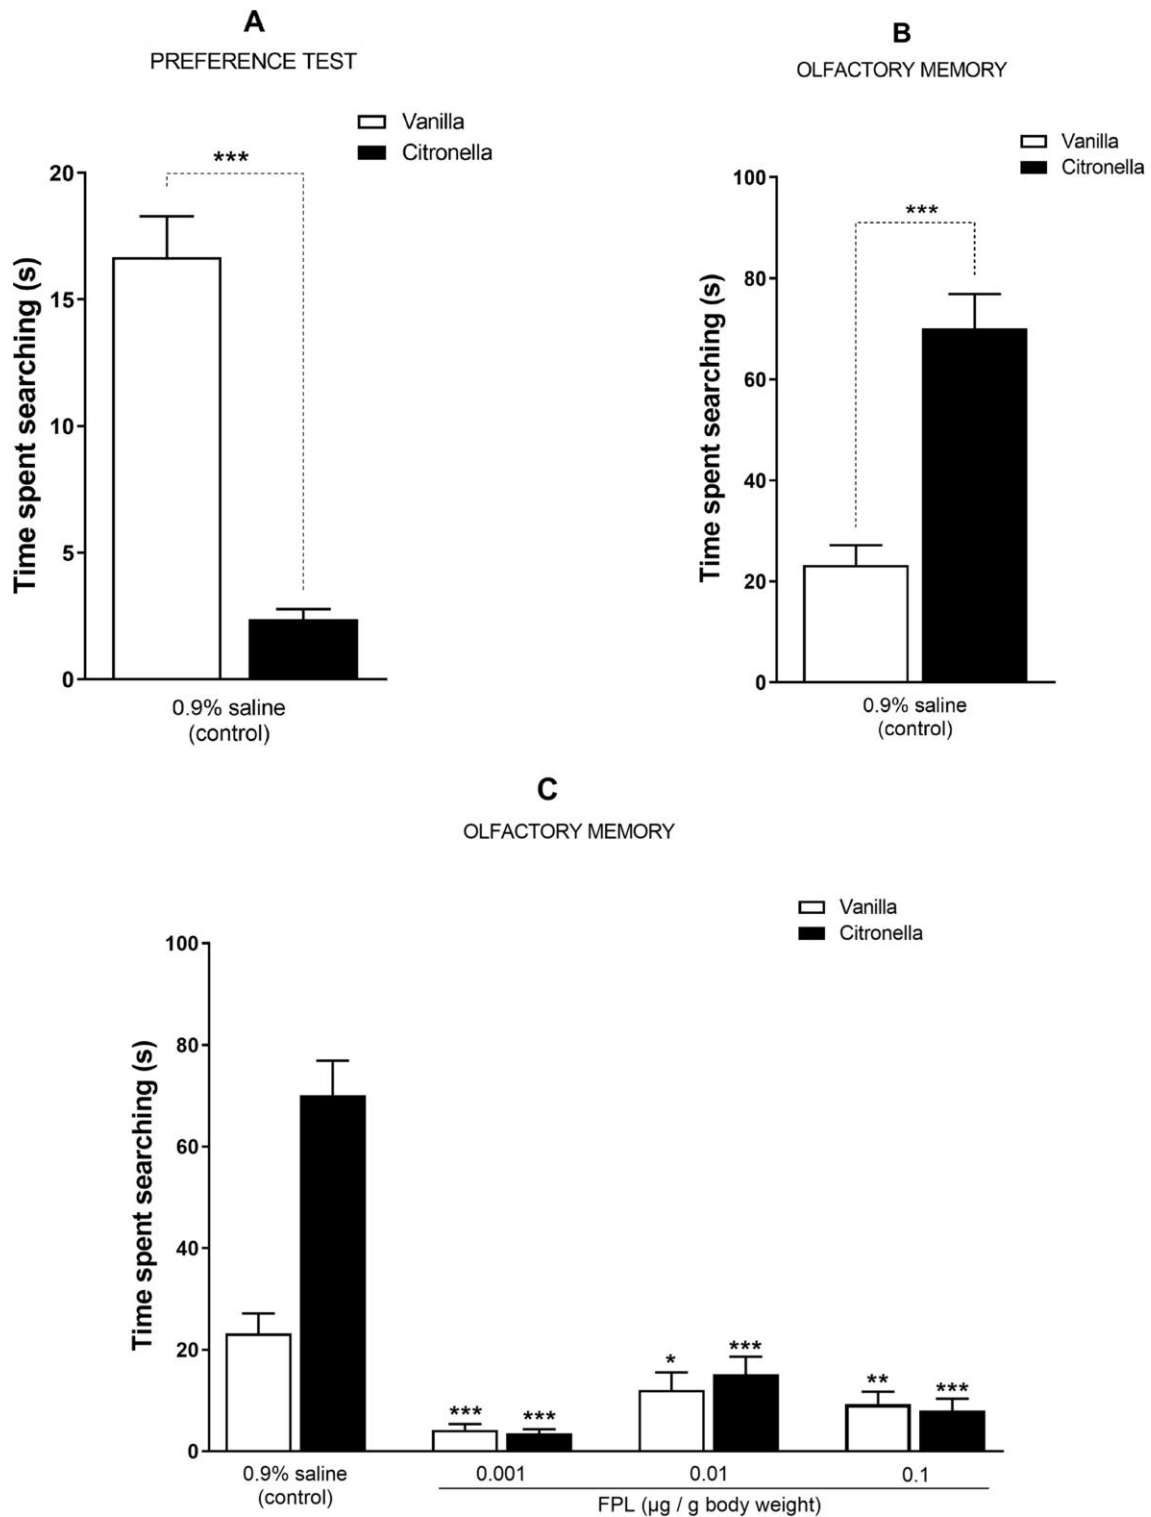 A
PREFERENCE TEST
Vanilla
Citronella
***
20
15
10
5
0
Time spent searching (s)
0.9% saline
(control)
B
OLFACTORY MEMORY
Vanilla
Citronella
***
100
80
60
40
20
0
Time spent searching (s)
0.9% saline
(control)
C
OLFACTORY MEMORY
Vanilla
Citronella
100
80
60
40
20
0
Time spent searching (s)
*** *** * *** ** ***
0.9% saline
(control)
0.001 0.01 0.1
FPL (µg / g body weight)